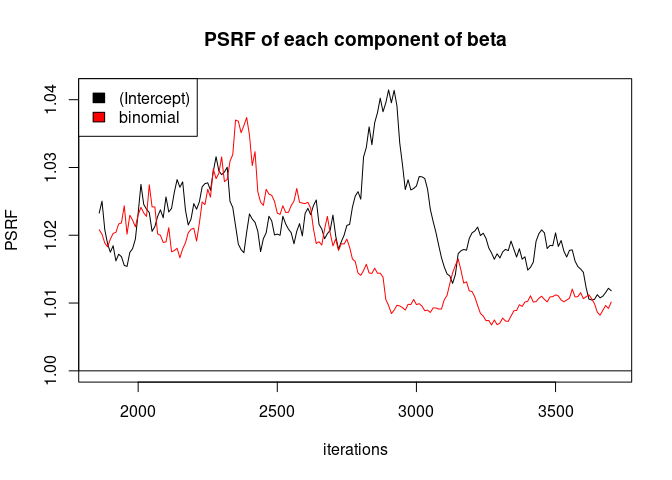 PSRF of each component of beta
(Intercept)
binomial
PSRF
1.04
1.03
1.02
1.01
1.00
2000 2500 3000 3500
iterations